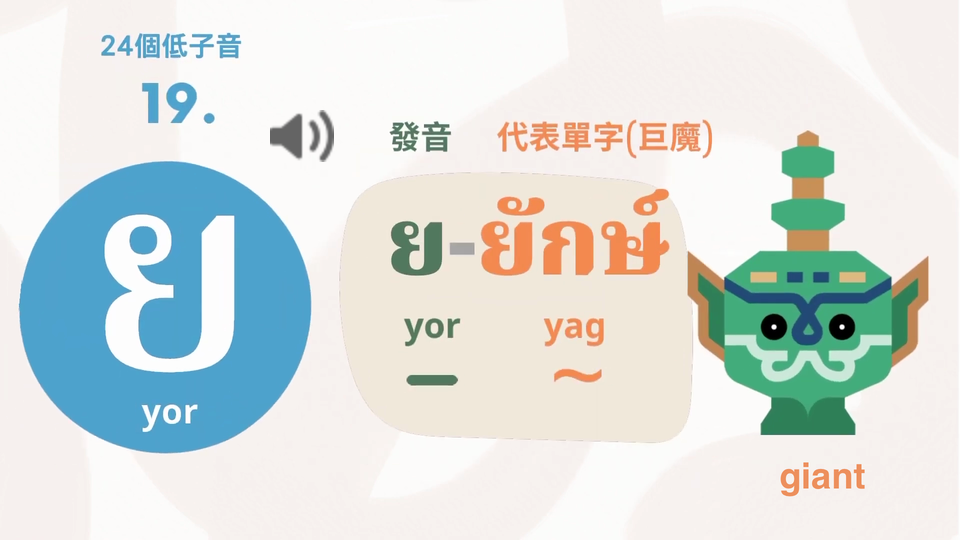 24個低子音
19.
發音 代表單字(巨魔)
ย
yor
ย-ยักษ์
yor yag
— ~
giant